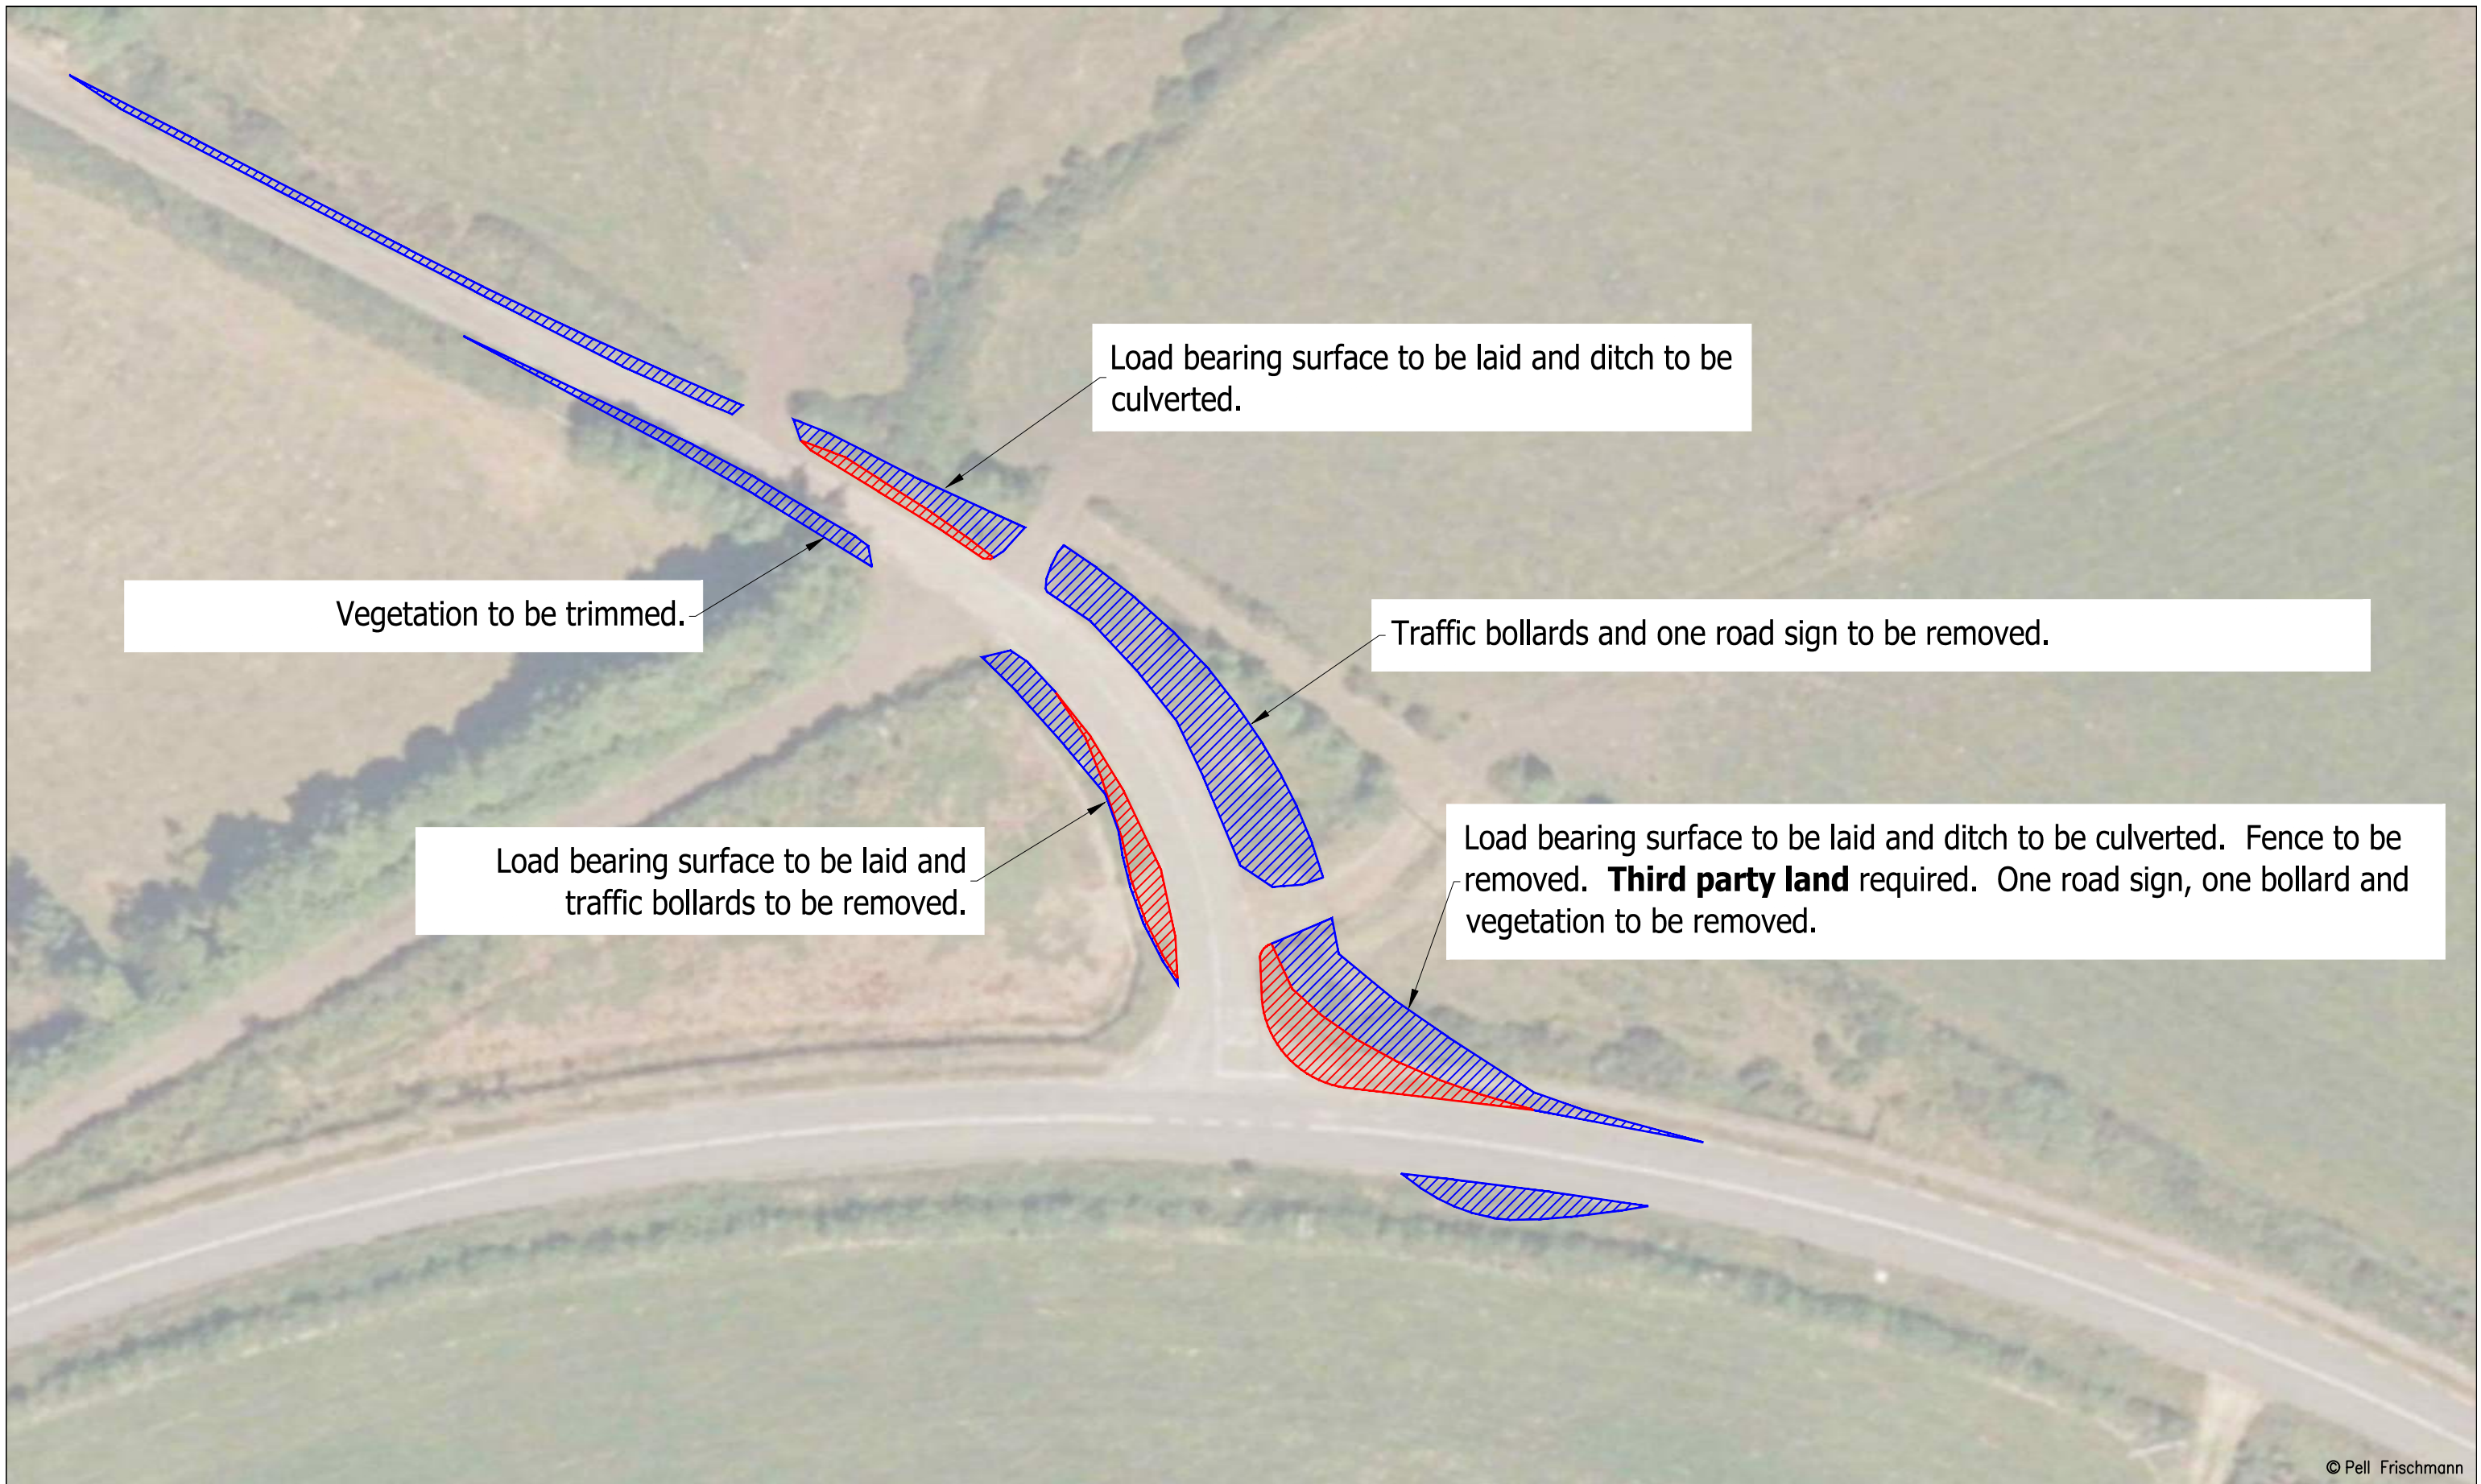 Load bearing surface to be laid and ditch to be
culverted.
Vegetation to be trimmed.
Traffic bollards and one road sign to be removed.
Load bearing surface to be laid and
traffic bollards to be removed.
Load bearing surface to be laid and ditch to be culverted. Fence to be
removed. Third party land required. One road sign, one bollard and
vegetation to be removed.
© Pell Frischmann